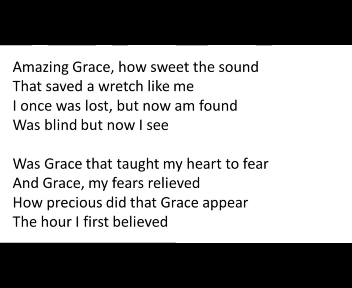 Amazing Grace, how sweet the sound
That saved a wretch like me
I once was lost, but now am found
Was blind but now I see
Was Grace that taught my heart to fear
And Grace, my fears relieved
How precious did that Grace appear
The hour I first believed